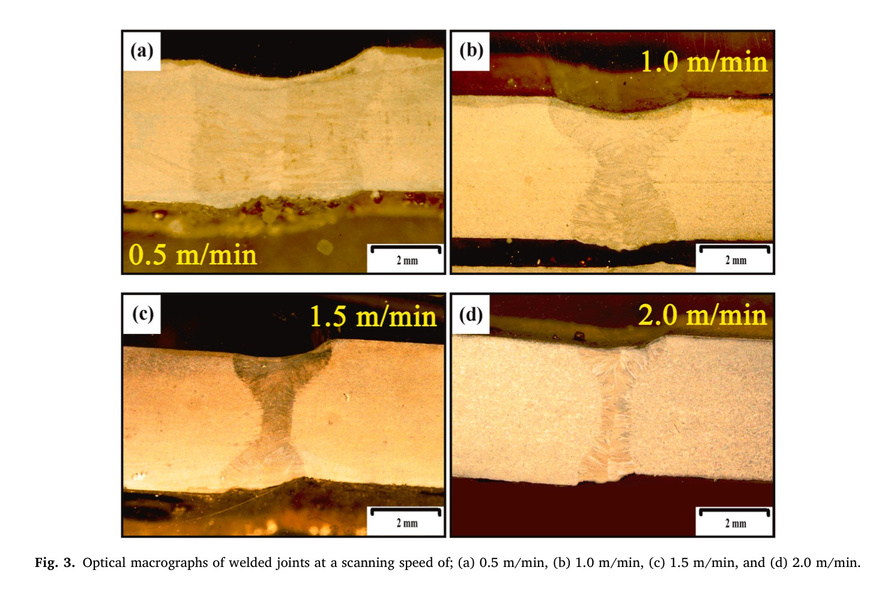 (a)
0.5 m/min
2 mm
(b)
1.0 m/min
2 mm
(c)
1.5 m/min
2 mm
(d)
2.0 m/min
2 mm
Fig. 3. Optical macrographs of welded joints at a scanning speed of; (a) 0.5 m/min, (b) 1.0 m/min, (c) 1.5 m/min, and (d) 2.0 m/min.